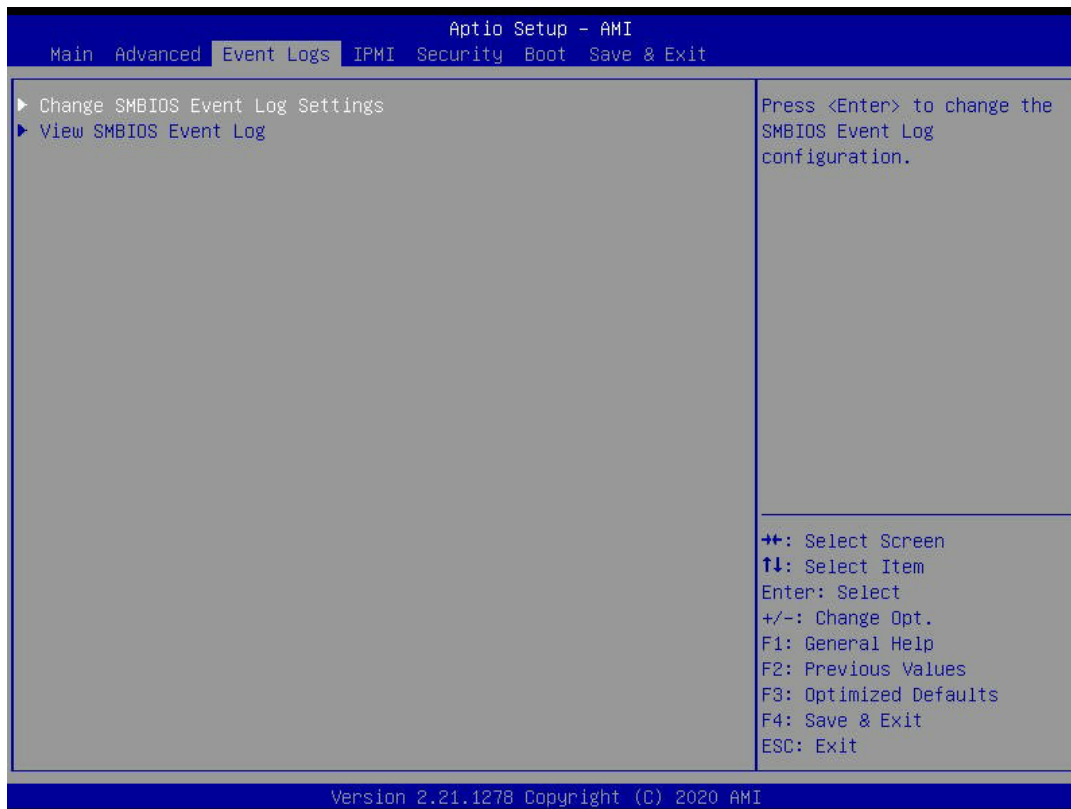 Aptio Setup - AMI
Main Advanced Event Logs IPMI Security Boot Save & Exit
▶ Change SMBIOS Event Log Settings
▶ View SMBIOS Event Log
Press <Enter> to change the
SMBIOS Event Log
configuration.
→←: Select Screen
↑↓: Select Item
Enter: Select
+/-: Change Opt.
F1: General Help
F2: Previous Values
F3: Optimized Defaults
F4: Save & Exit
ESC: Exit
Version 2.21.1278 Copyright (C) 2020 AMI